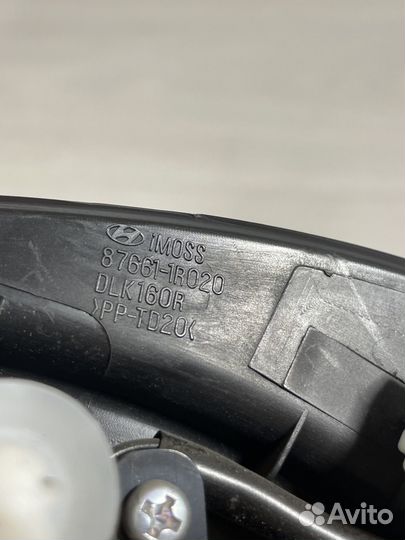 iMOSS
87661-1R020
DLK160R
>PP-TD20<
Avito